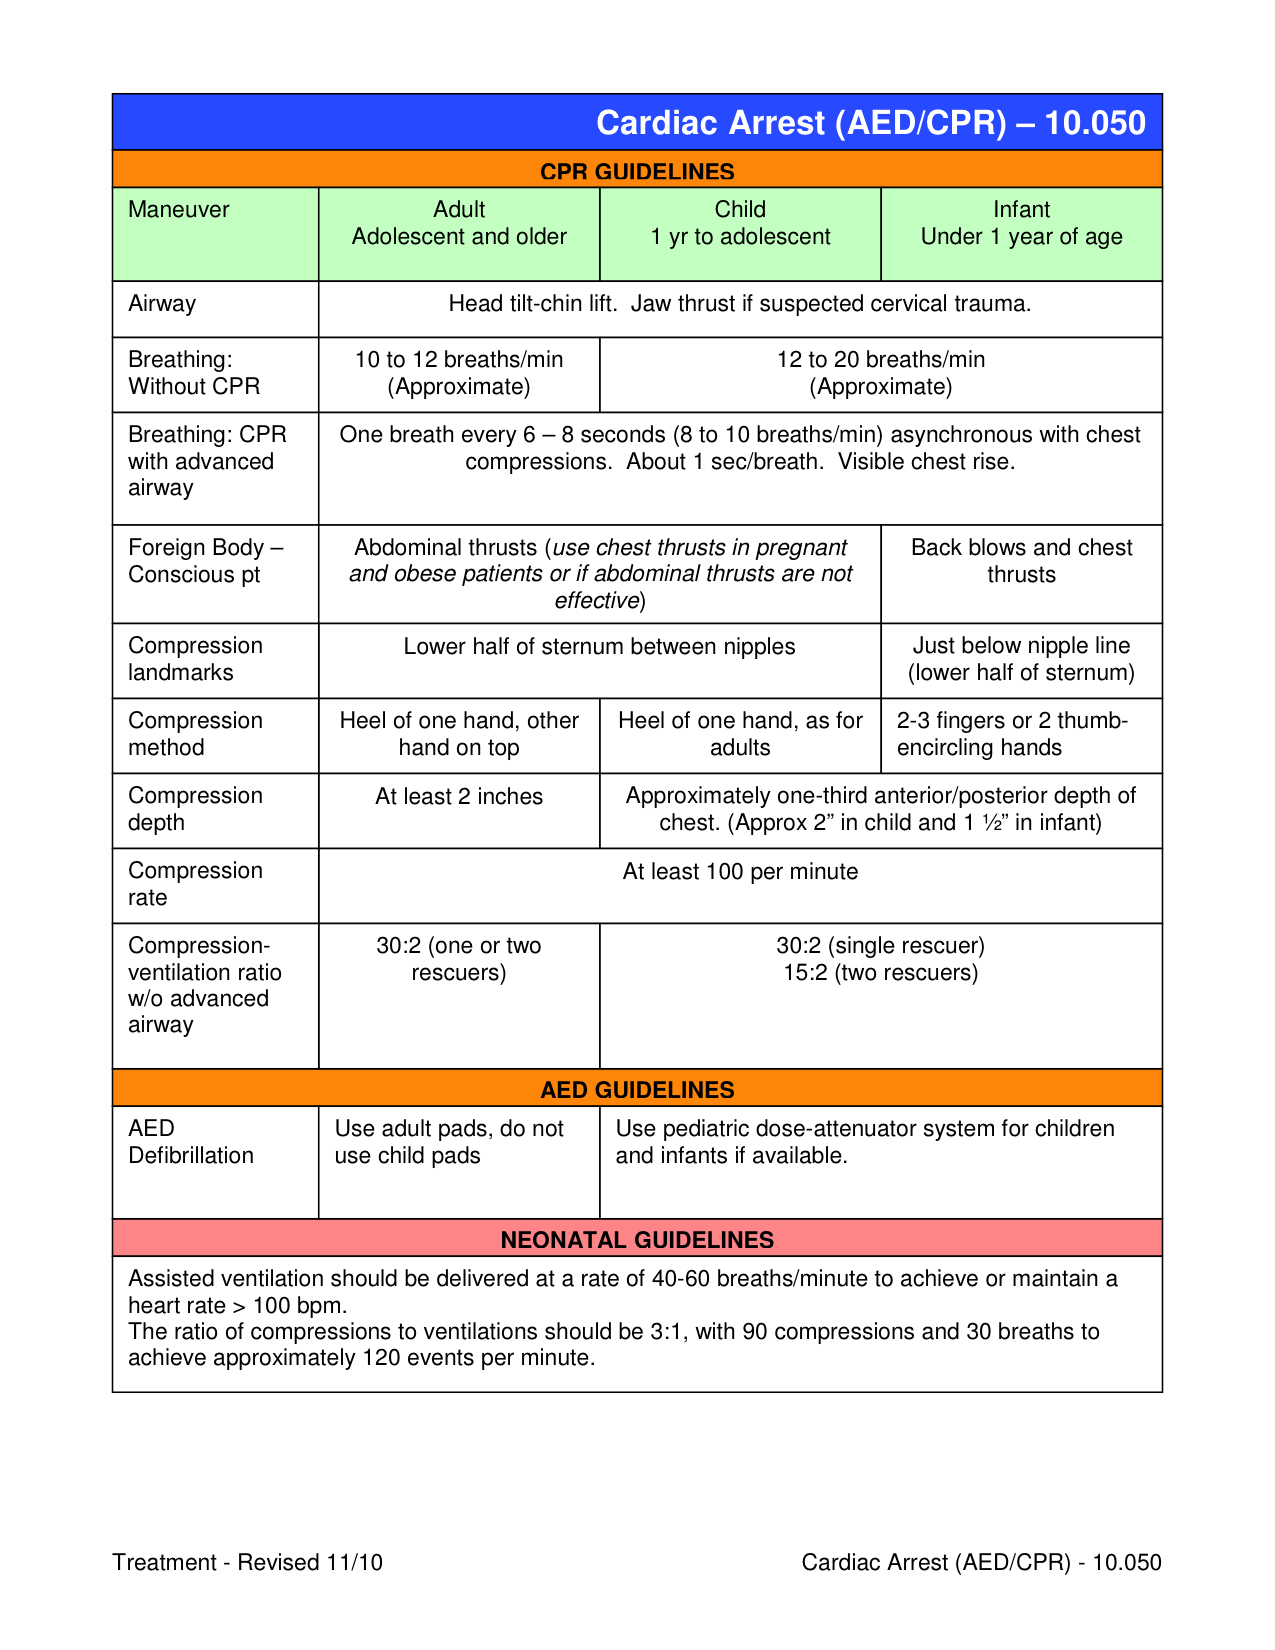 Cardiac Arrest (AED/CPR) – 10.050
CPR GUIDELINES
Maneuver
Adult
Adolescent and older
Child
1 yr to adolescent
Infant
Under 1 year of age
Airway
Head tilt-chin lift.  Jaw thrust if suspected cervical trauma.
Breathing:
Without CPR
10 to 12 breaths/min
(Approximate)
12 to 20 breaths/min
(Approximate)
Breathing: CPR
with advanced
airway
One breath every 6 – 8 seconds (8 to 10 breaths/min) asynchronous with chest
compressions.  About 1 sec/breath.  Visible chest rise.
Foreign Body –
Conscious pt
Abdominal thrusts (use chest thrusts in pregnant
and obese patients or if abdominal thrusts are not
effective)
Back blows and chest
thrusts
Compression
landmarks
Lower half of sternum between nipples
Just below nipple line
(lower half of sternum)
Compression
method
Heel of one hand, other
hand on top
Heel of one hand, as for
adults
2-3 fingers or 2 thumb-
encircling hands
Compression
depth
At least 2 inches
Approximately one-third anterior/posterior depth of
chest. (Approx 2” in child and 1 ½” in infant)
Compression
rate
At least 100 per minute
Compression-
ventilation ratio
w/o advanced
airway
30:2 (one or two
rescuers)
30:2 (single rescuer)
15:2 (two rescuers)
AED GUIDELINES
AED
Defibrillation
Use adult pads, do not
use child pads
Use pediatric dose-attenuator system for children
and infants if available.
NEONATAL GUIDELINES
Assisted ventilation should be delivered at a rate of 40-60 breaths/minute to achieve or maintain a
heart rate > 100 bpm.
The ratio of compressions to ventilations should be 3:1, with 90 compressions and 30 breaths to
achieve approximately 120 events per minute.
Treatment - Revised 11/10
Cardiac Arrest (AED/CPR) - 10.050